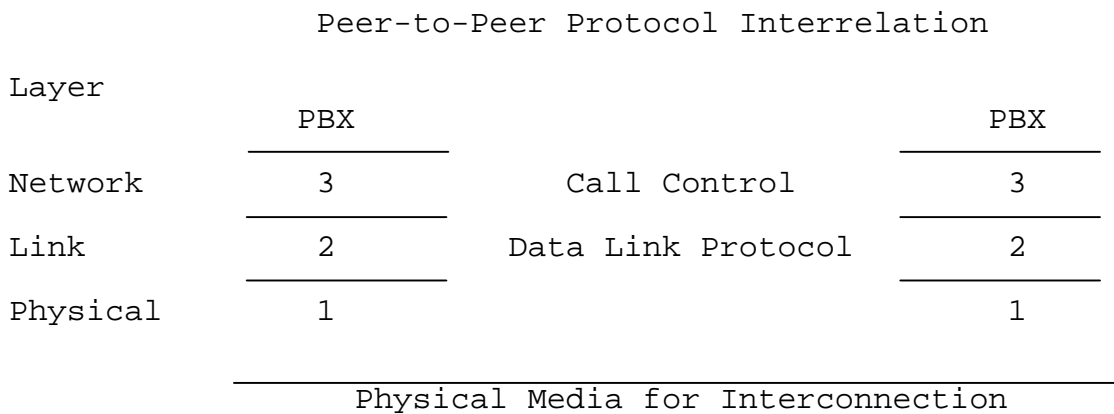 Peer-to-Peer Protocol Interrelation
Layer
PBX PBX
Network 3 Call Control 3
Link 2 Data Link Protocol 2
Physical 1 1
Physical Media for Interconnection